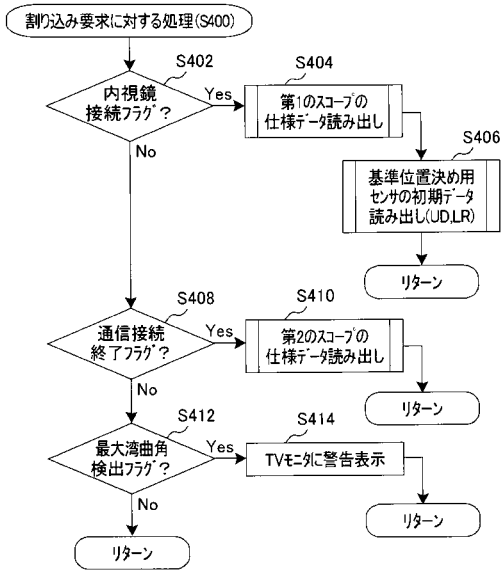 割り込み要求に対する処理(S400)
S402
内視鏡
接続フラグ?
Yes
No
S404
第1のスコープの
仕様データ読み出し
S406
基準位置決め用
センサの初期データ
読み出し(UD,LR)
リターン
S408
通信接続
終了フラグ?
Yes
No
S410
第2のスコープの
仕様データ読み出し
リターン
S412
最大湾曲角
検出フラグ?
Yes
No
S414
TVモニタに警告表示
リターン
リターン